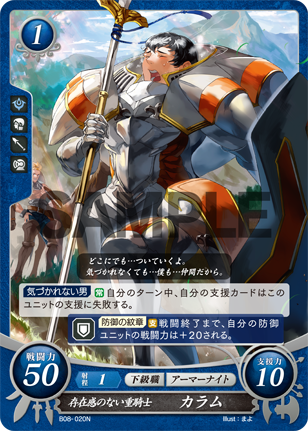 1
SAMPLE
どこにでも…ついていくよ。
気づかれなくても…僕も…仲間だから。
気づかれない男 常 自分のターン中、自分の支援カードはこの
ユニットの支援に失敗する。
防御の紋章 支 戦闘終了まで、自分の防御
ユニットの戦闘力は+20される。
戦闘力
50
射程 1 下級職 アーマーナイト
支援力
10
存在感のない重騎士 カラム
B08-020N
Illust:まよ